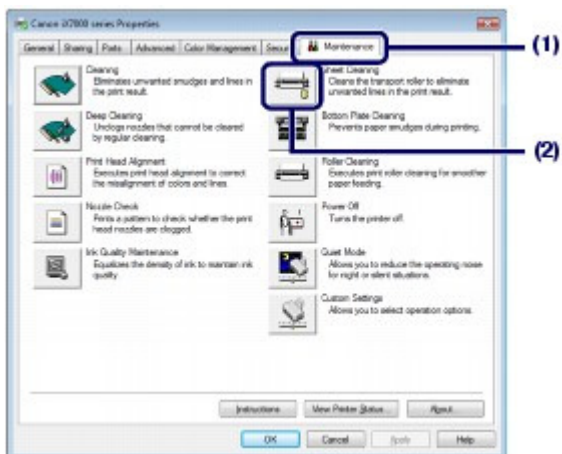 Canon iX7000 series Properties
General Sharing Ports Advanced Color Management Maintenance
(1)
Cleaning
Eliminates unwanted smudges and lines in
the print result.
Deep Cleaning
Unclogs nozzles that cannot be cleared
by regular cleaning.
Print Head Alignment
Executes print head alignment to correct
the misalignment of colors and lines.
Nozzle Check
Prints a pattern to check whether the print
head nozzles are clogged.
Ink Quality Maintenance
Equalizes the density of ink to maintain ink
quality.
Cleaning
Cleans the transport roller to eliminate
unwanted lines in the print result.
Bottom Plate Cleaning
Prevents paper smudges during printing.
(2)
Roller Cleaning
Executes print roller cleaning for smoother
paper feeding.
Power Off
Turns the printer off.
Quiet Mode
Allows you to reduce the operating noise
for night or silent situations.
Custom Settings
Allows you to select operation options.
Instructions View Printer Status... About
OK Cancel Apply Help